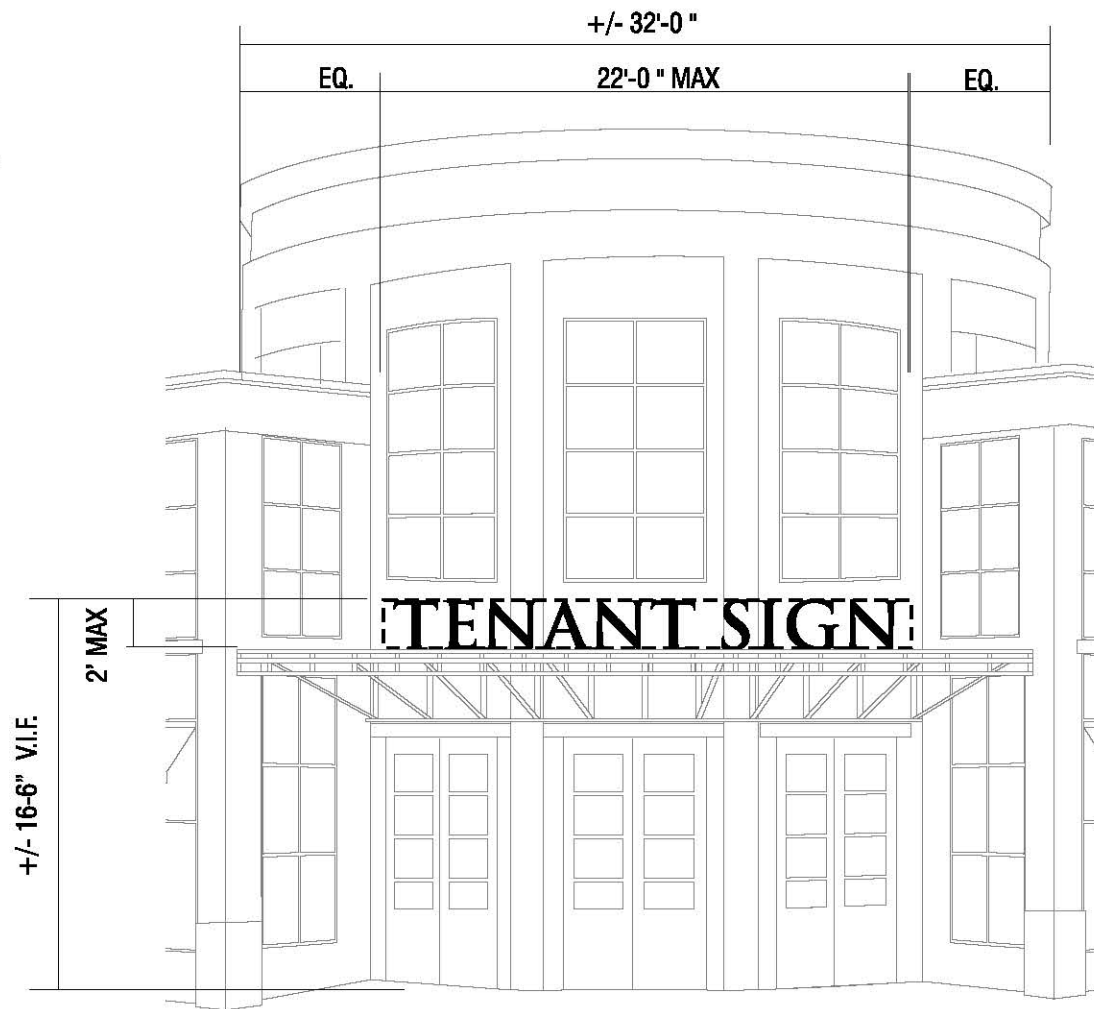 +/- 32'-0 "
EQ.
22'-0 " MAX
EQ.
TENANT SIGN
2' MAX
+/- 16-6” V.I.F.